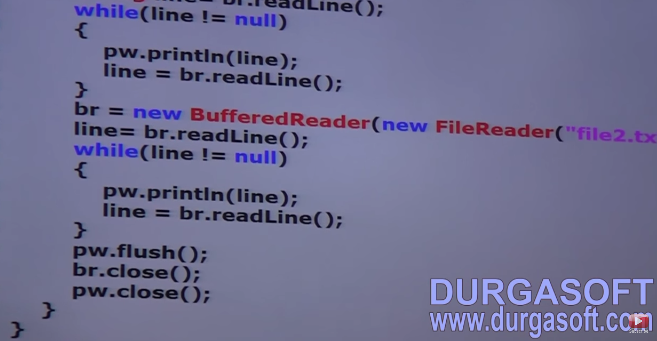 br.readLine();
while(line != null)
{
pw.println(line);
line = br.readLine();
}
br = new BufferedReader(new FileReader("file2.tx
line= br.readLine();
while(line != null)
{
pw.println(line);
line = br.readLine();
}
pw.flush();
br.close();
pw.close();
}
}
DURGASOFT
www.durgasoft.com